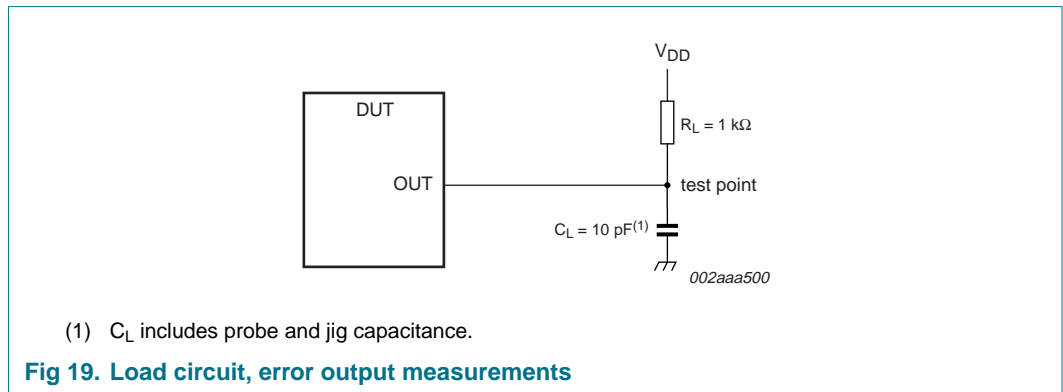 V_DD
DUT
R_L = 1 kΩ
OUT
test point
C_L = 10 pF(1)
002aaa500
(1) C_L includes probe and jig capacitance.
Fig 19. Load circuit, error output measurements